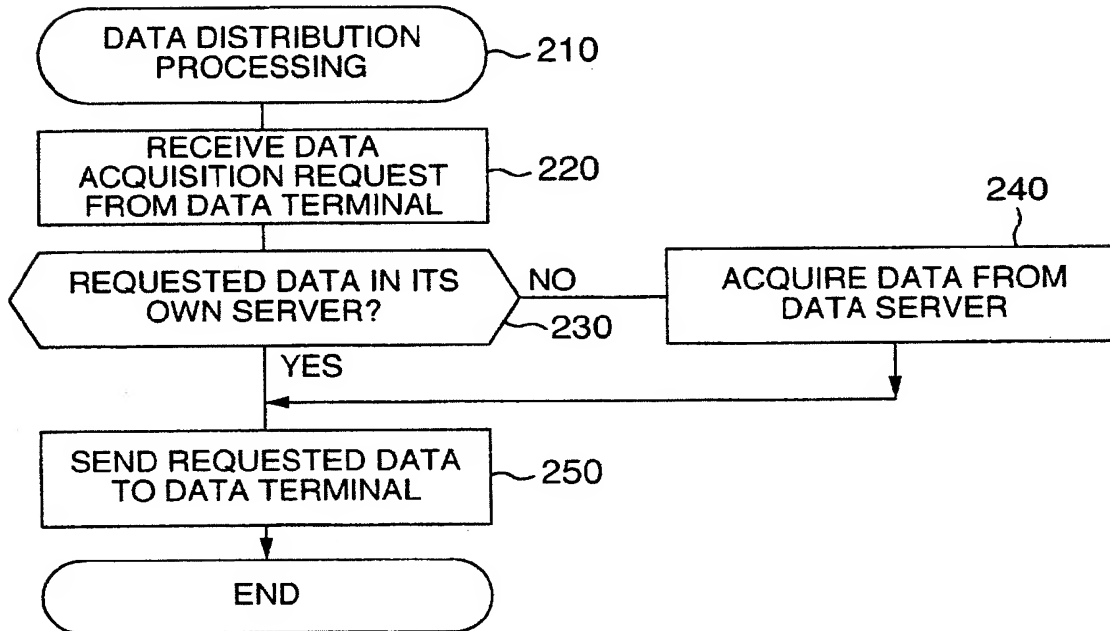 DATA DISTRIBUTION
PROCESSING
210
RECEIVE DATA
ACQUISITION REQUEST
FROM DATA TERMINAL
220
REQUESTED DATA IN ITS
OWN SERVER?
230
NO
240
ACQUIRE DATA FROM
DATA SERVER
YES
SEND REQUESTED DATA
TO DATA TERMINAL
250
END